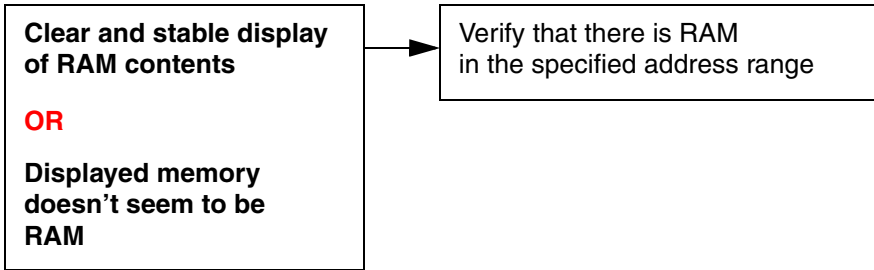 Clear and stable display
of RAM contents
OR
Displayed memory
doesn't seem to be
RAM
Verify that there is RAM
in the specified address range